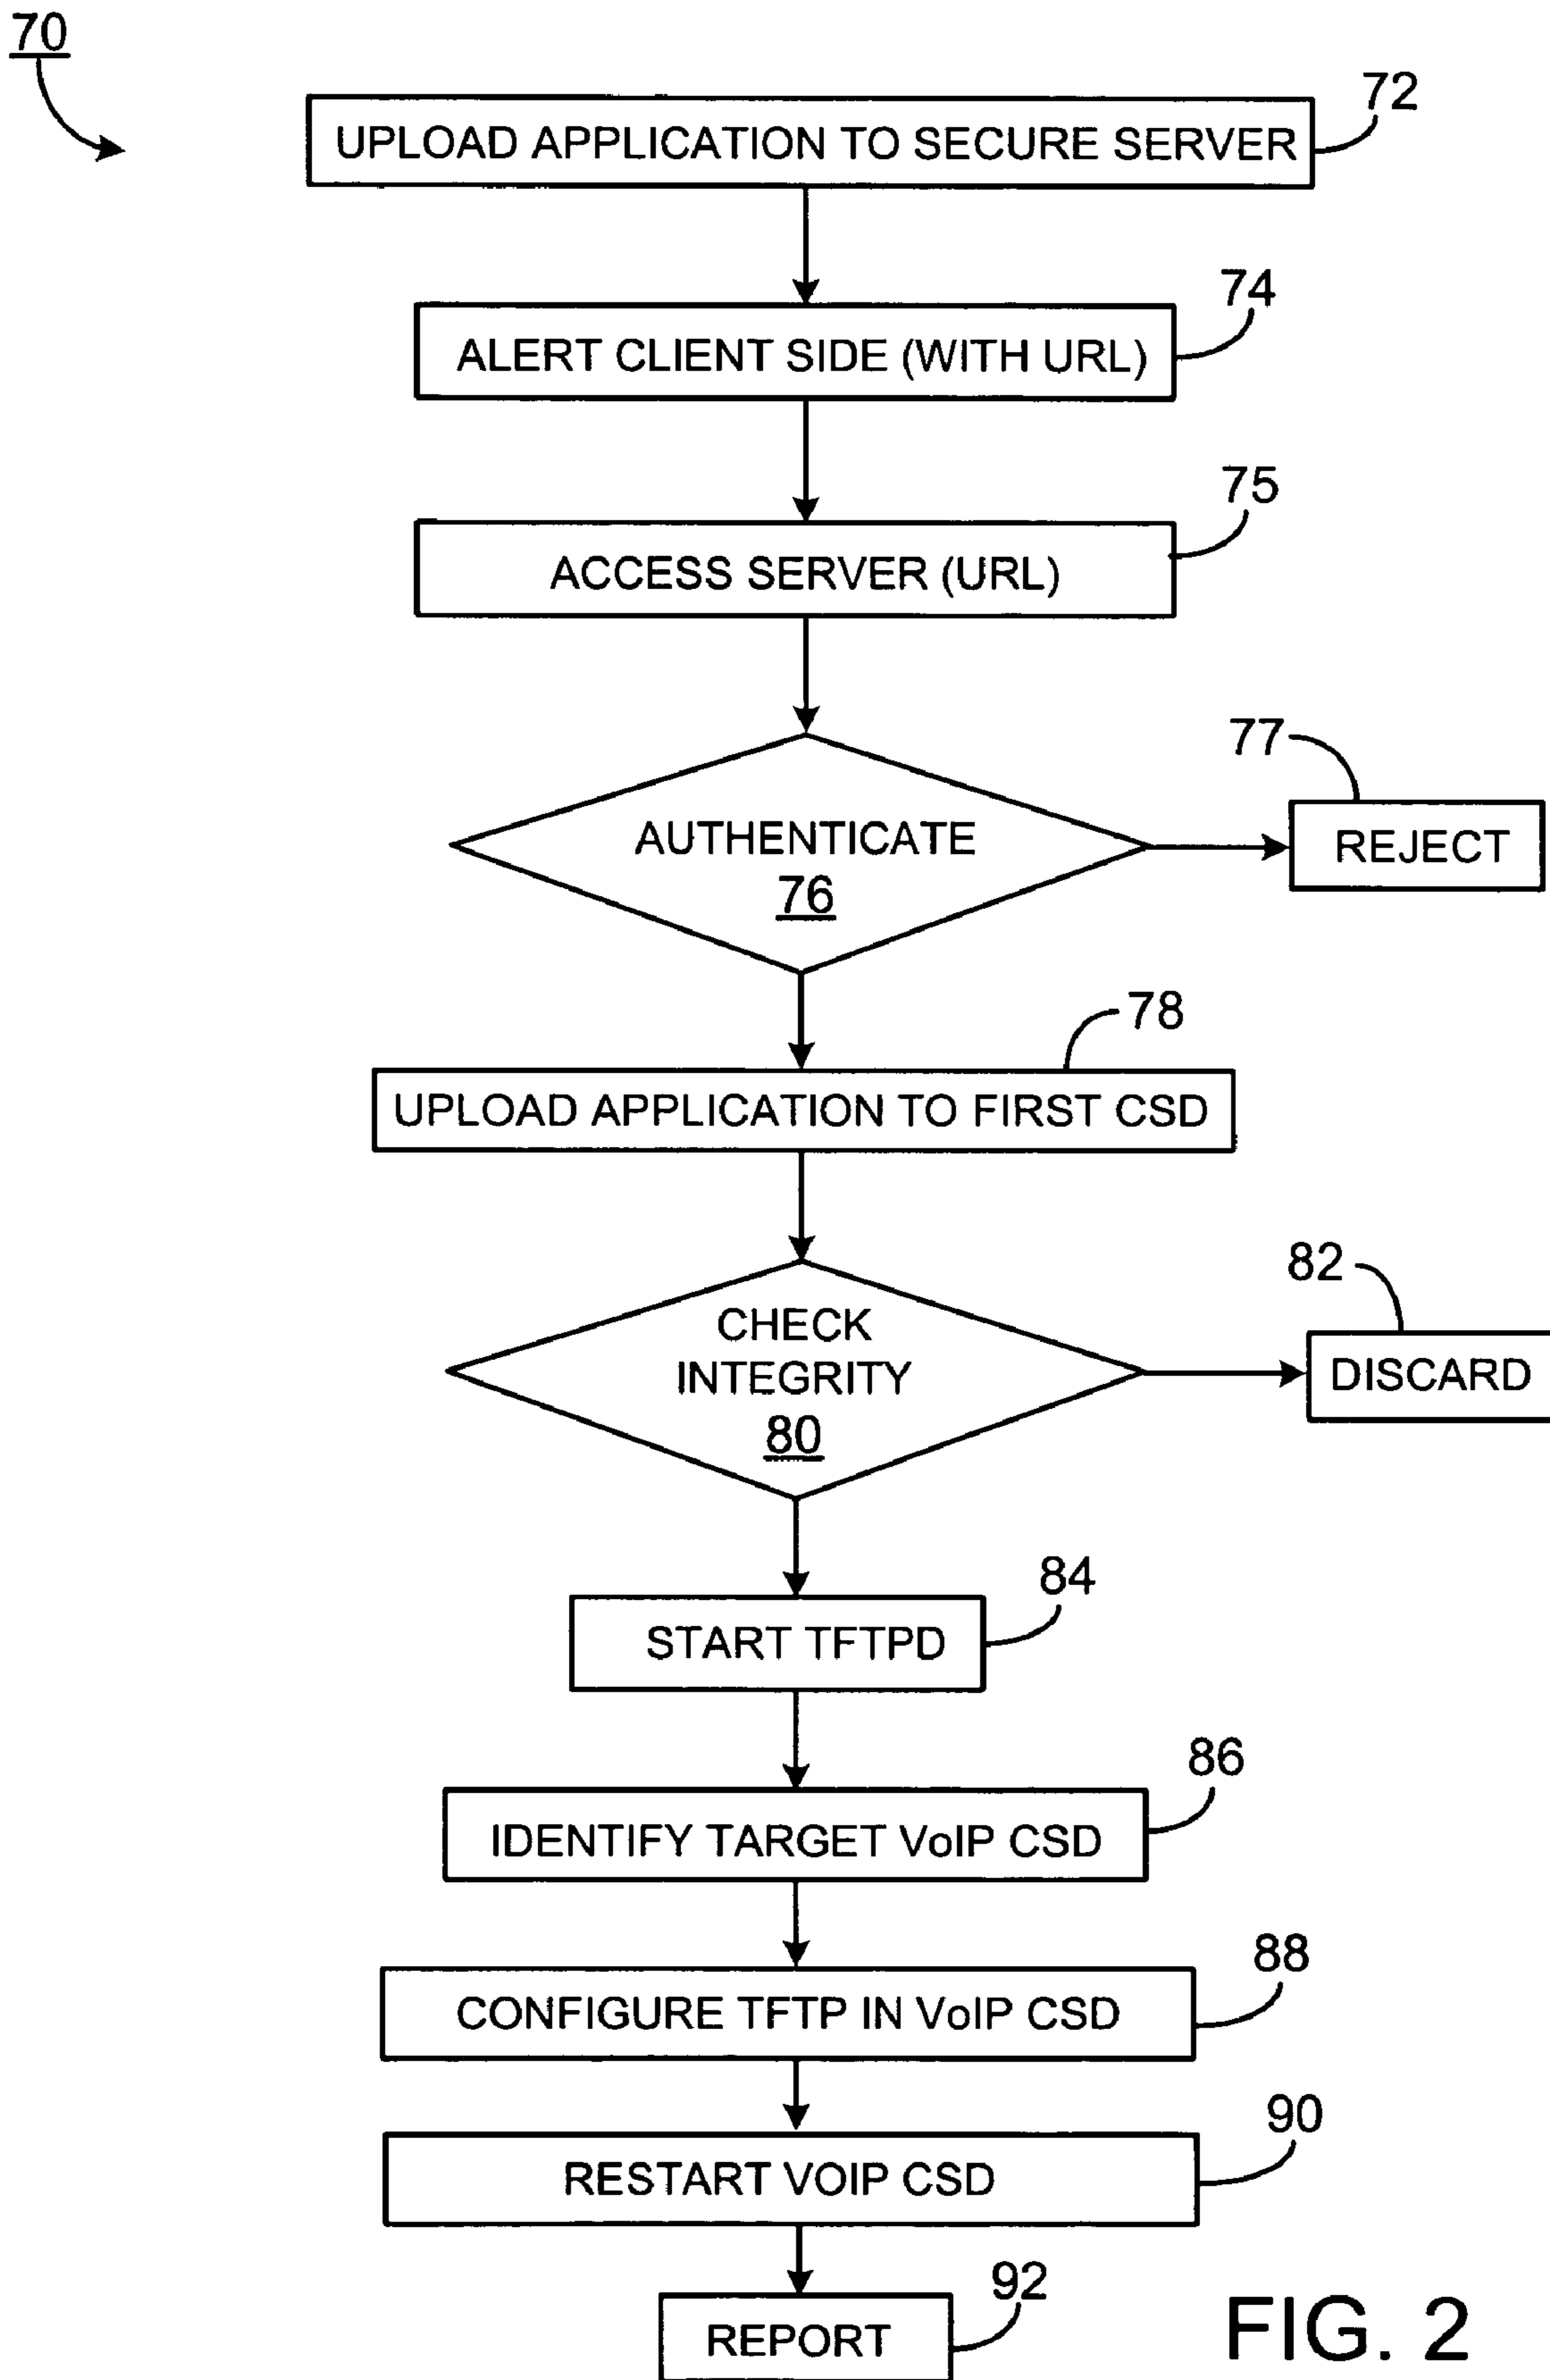 70
72
UPLOAD APPLICATION TO SECURE SERVER
74
ALERT CLIENT SIDE (WITH URL)
75
ACCESS SERVER (URL)
77
AUTHENTICATE
76
REJECT
78
UPLOAD APPLICATION TO FIRST CSD
82
CHECK
INTEGRITY
80
DISCARD
84
START TFTPD
86
IDENTIFY TARGET VoIP CSD
88
CONFIGURE TFTP IN VoIP CSD
90
RESTART VOIP CSD
92
REPORT
FIG. 2